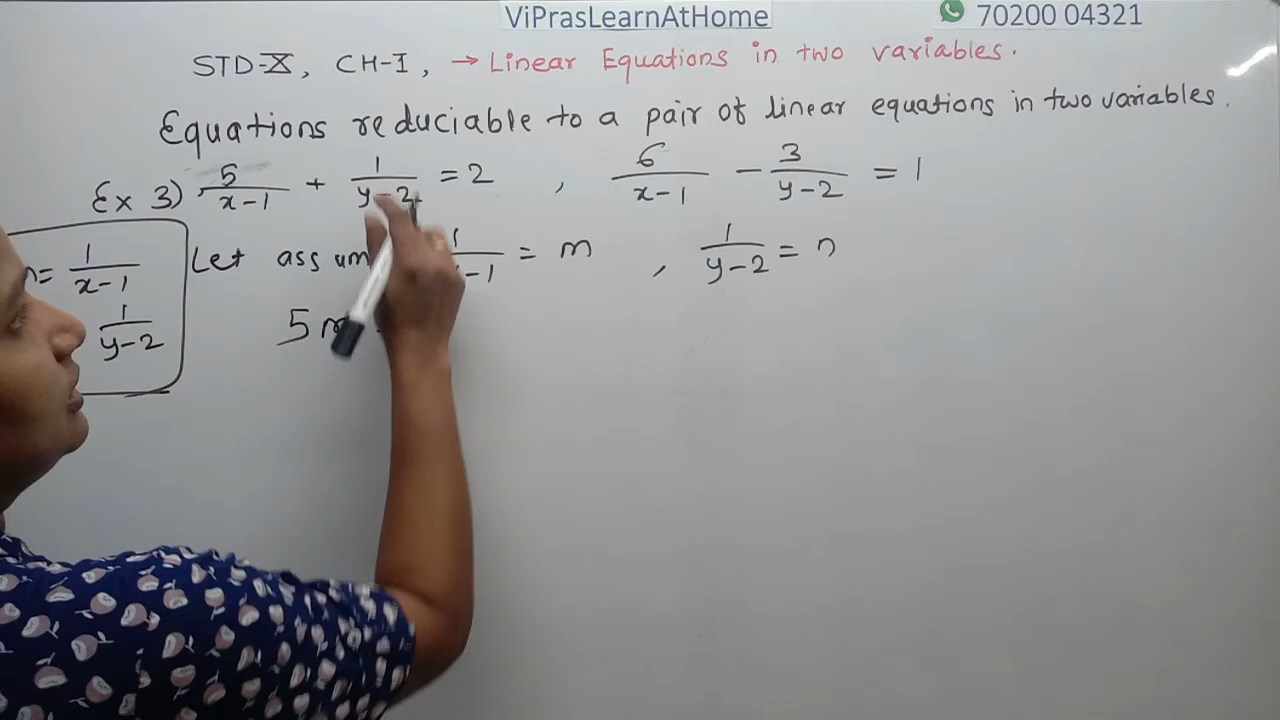 ViPrasLearnAtHome 70200 04321
STD-X, CH-I, → Linear Equations in two variables.
Equations reduciable to a pair of linear equations in two variables.
Ex 3) 5/(x-1) + 1/(y-2) = 2 , 6/(x-1) - 3/(y-2) = 1
Let = m , 1/(y-2) = n
= 1/(x-1)
1/(y-2)
5m